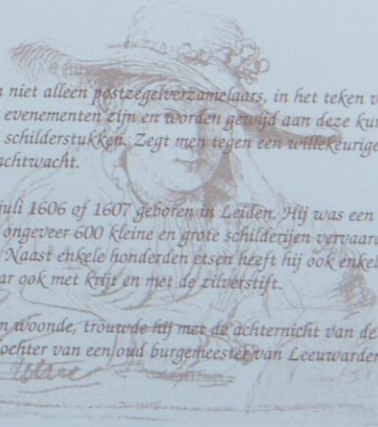 niet alleen postzegelverzamelaars, in het teken v
evenementen zijn en worden gewijd aan deze kun
schilderstukken. Zegt men tegen een willekeurige
achtwacht.
juli 1606 of 1607 geboren in Leiden. Hij was een
ongeveer 600 kleine en grote schilderijen vervaard
Naast enkele honderden etsen heeft hij ook enkel
ar ook met krijt en met de zilverstift.
n woonde, trouwde hij met de achternicht van de
ochter van een oud burgemeester van Leeuwarden